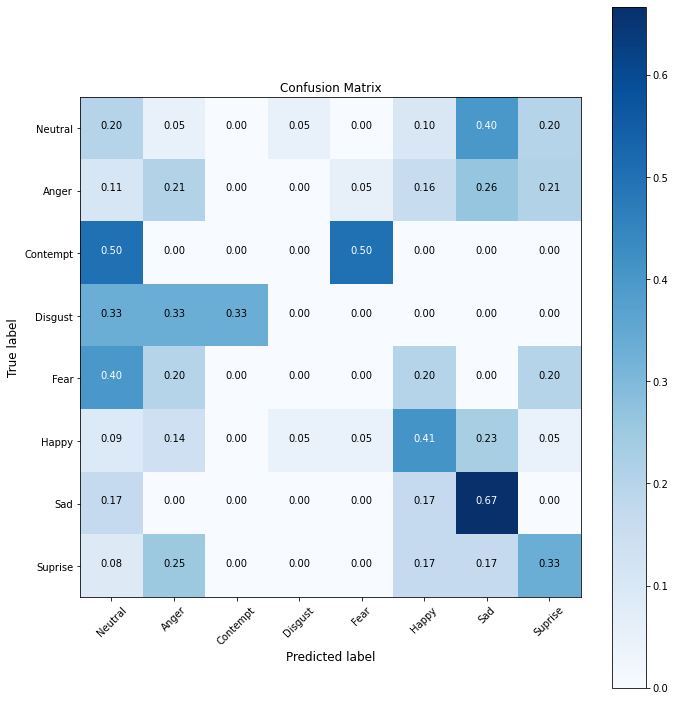 Confusion Matrix
Neutral 0.20 0.05 0.00 0.05 0.00 0.10 0.40 0.20
Anger 0.11 0.21 0.00 0.00 0.05 0.16 0.26 0.21
Contempt 0.50 0.00 0.00 0.00 0.50 0.00 0.00 0.00
Disgust 0.33 0.33 0.33 0.00 0.00 0.00 0.00 0.00
Fear 0.40 0.20 0.00 0.00 0.00 0.20 0.00 0.20
Happy 0.09 0.14 0.00 0.05 0.05 0.41 0.23 0.05
Sad 0.17 0.00 0.00 0.00 0.00 0.17 0.67 0.00
Suprise 0.08 0.25 0.00 0.00 0.00 0.17 0.17 0.33
True label
Neutral Anger Contempt Disgust Fear Happy Sad Suprise
Predicted label
0.6
0.5
0.4
0.3
0.2
0.1
0.0